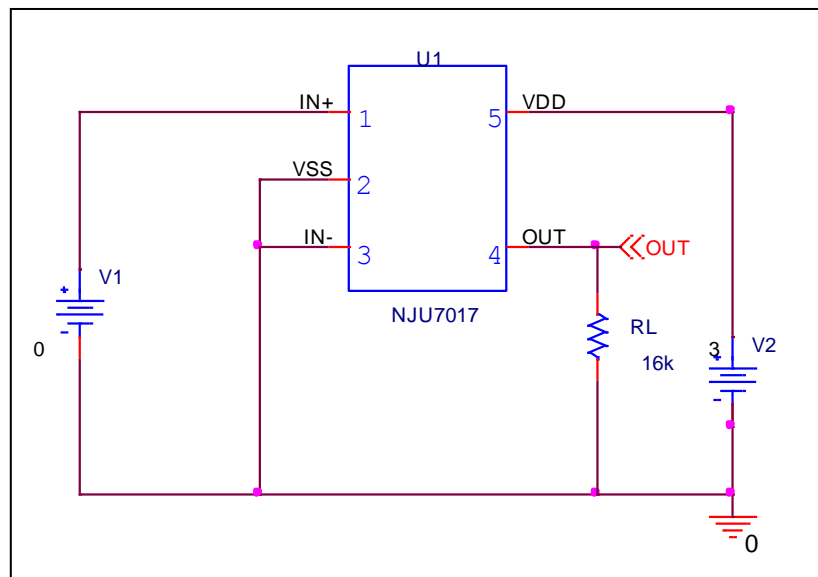 U1
IN+
1
5
VDD
VSS
2
IN-
3
4
OUT
OUT
V1
0
NJU7017
RL
16k
3
V2
0